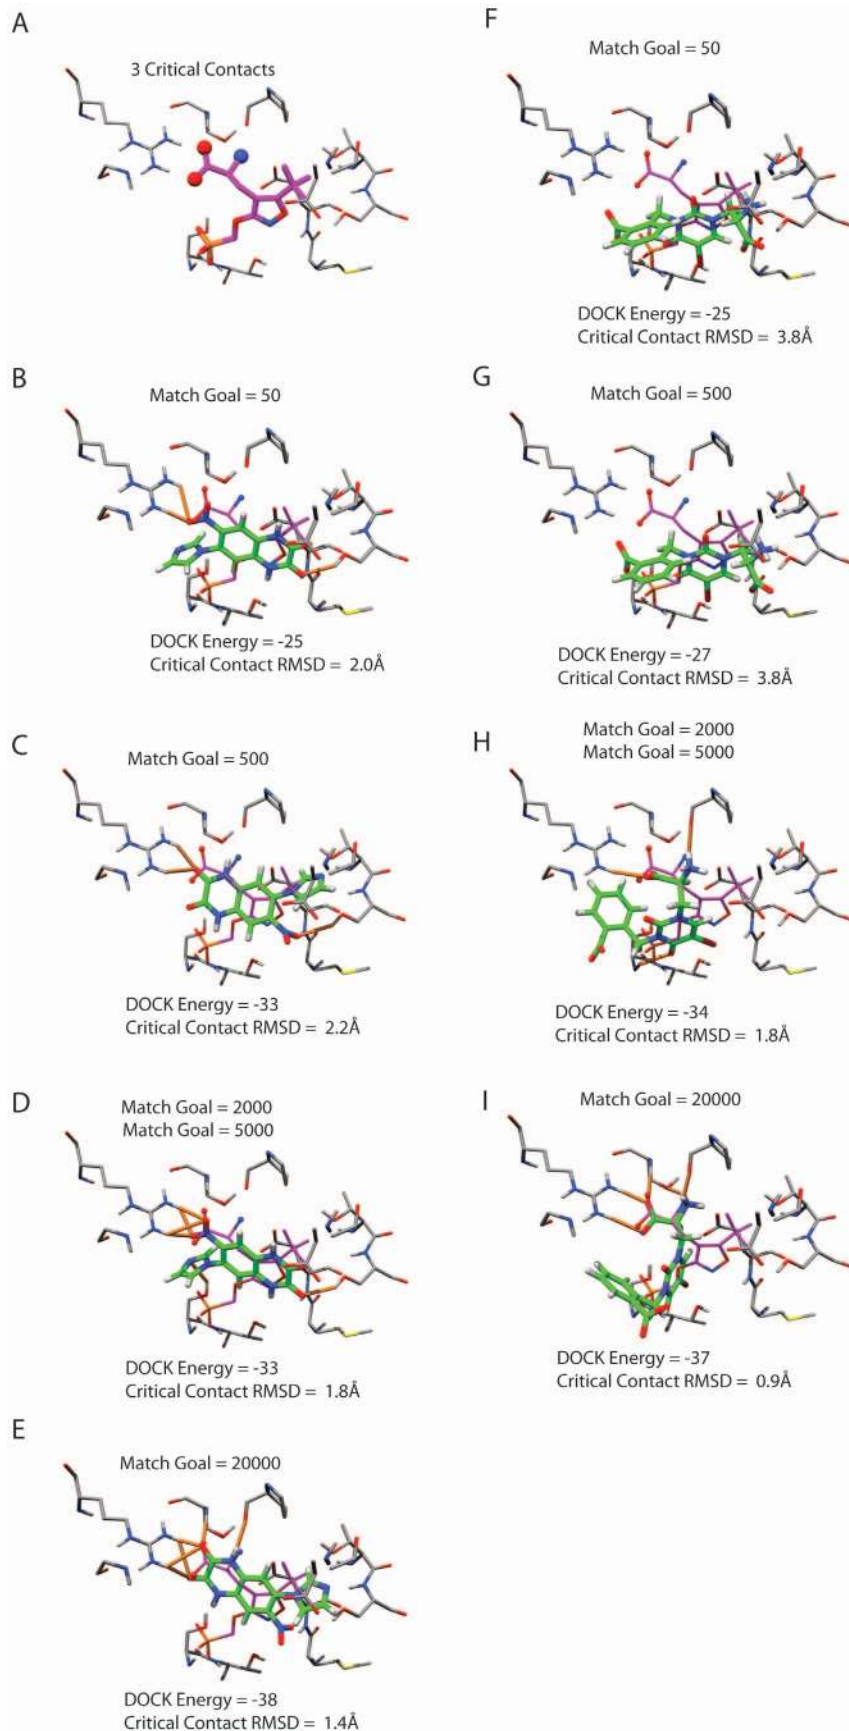 A
3 Critical Contacts
B
Match Goal = 50
DOCK Energy = -25
Critical Contact RMSD = 2.0Å
C
Match Goal = 500
DOCK Energy = -33
Critical Contact RMSD = 2.2Å
D
Match Goal = 2000
Match Goal = 5000
DOCK Energy = -33
Critical Contact RMSD = 1.8Å
E
Match Goal = 20000
DOCK Energy = -38
Critical Contact RMSD = 1.4Å
F
Match Goal = 50
DOCK Energy = -25
Critical Contact RMSD = 3.8Å
G
Match Goal = 500
DOCK Energy = -27
Critical Contact RMSD = 3.8Å
H
Match Goal = 2000
Match Goal = 5000
DOCK Energy = -34
Critical Contact RMSD = 1.8Å
I
Match Goal = 20000
DOCK Energy = -37
Critical Contact RMSD = 0.9Å